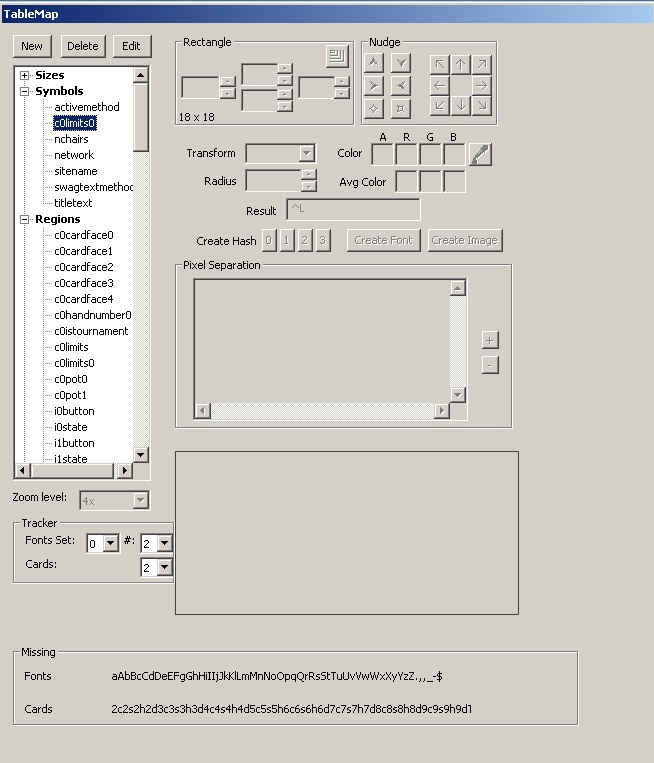 TableMap
New Delete Edit
Sizes
Symbols
activemethod
c0limits0
nchairs
network
sitename
swagtextmethod
titletext
Regions
c0cardface0
c0cardface1
c0cardface2
c0cardface3
c0cardface4
c0handnumber0
c0istournament
c0limits
c0limits0
c0pot0
c0pot1
i0button
i0state
i1button
i1state
Zoom level: 4x
Tracker
Fonts Set: 0 #: 2
Cards: 2
Rectangle
18 x 18
Nudge
Transform
Color A R G B
Radius
Avg Color
Result ^L
Create Hash 0 1 2 3 Create Font Create Image
Pixel Separation
+
-
Missing
Fonts aAbBcCdDeEFgGhHiIIjJkKlLmMnNoOpqQrRsStTuUvVwWxXyYzZ.,,_-$
Cards 2c2s2h2d3c3s3h3d4c4s4h4d5c5s5h6c6s6h6d7c7s7h7d8c8s8h8d9c9s9h9d1